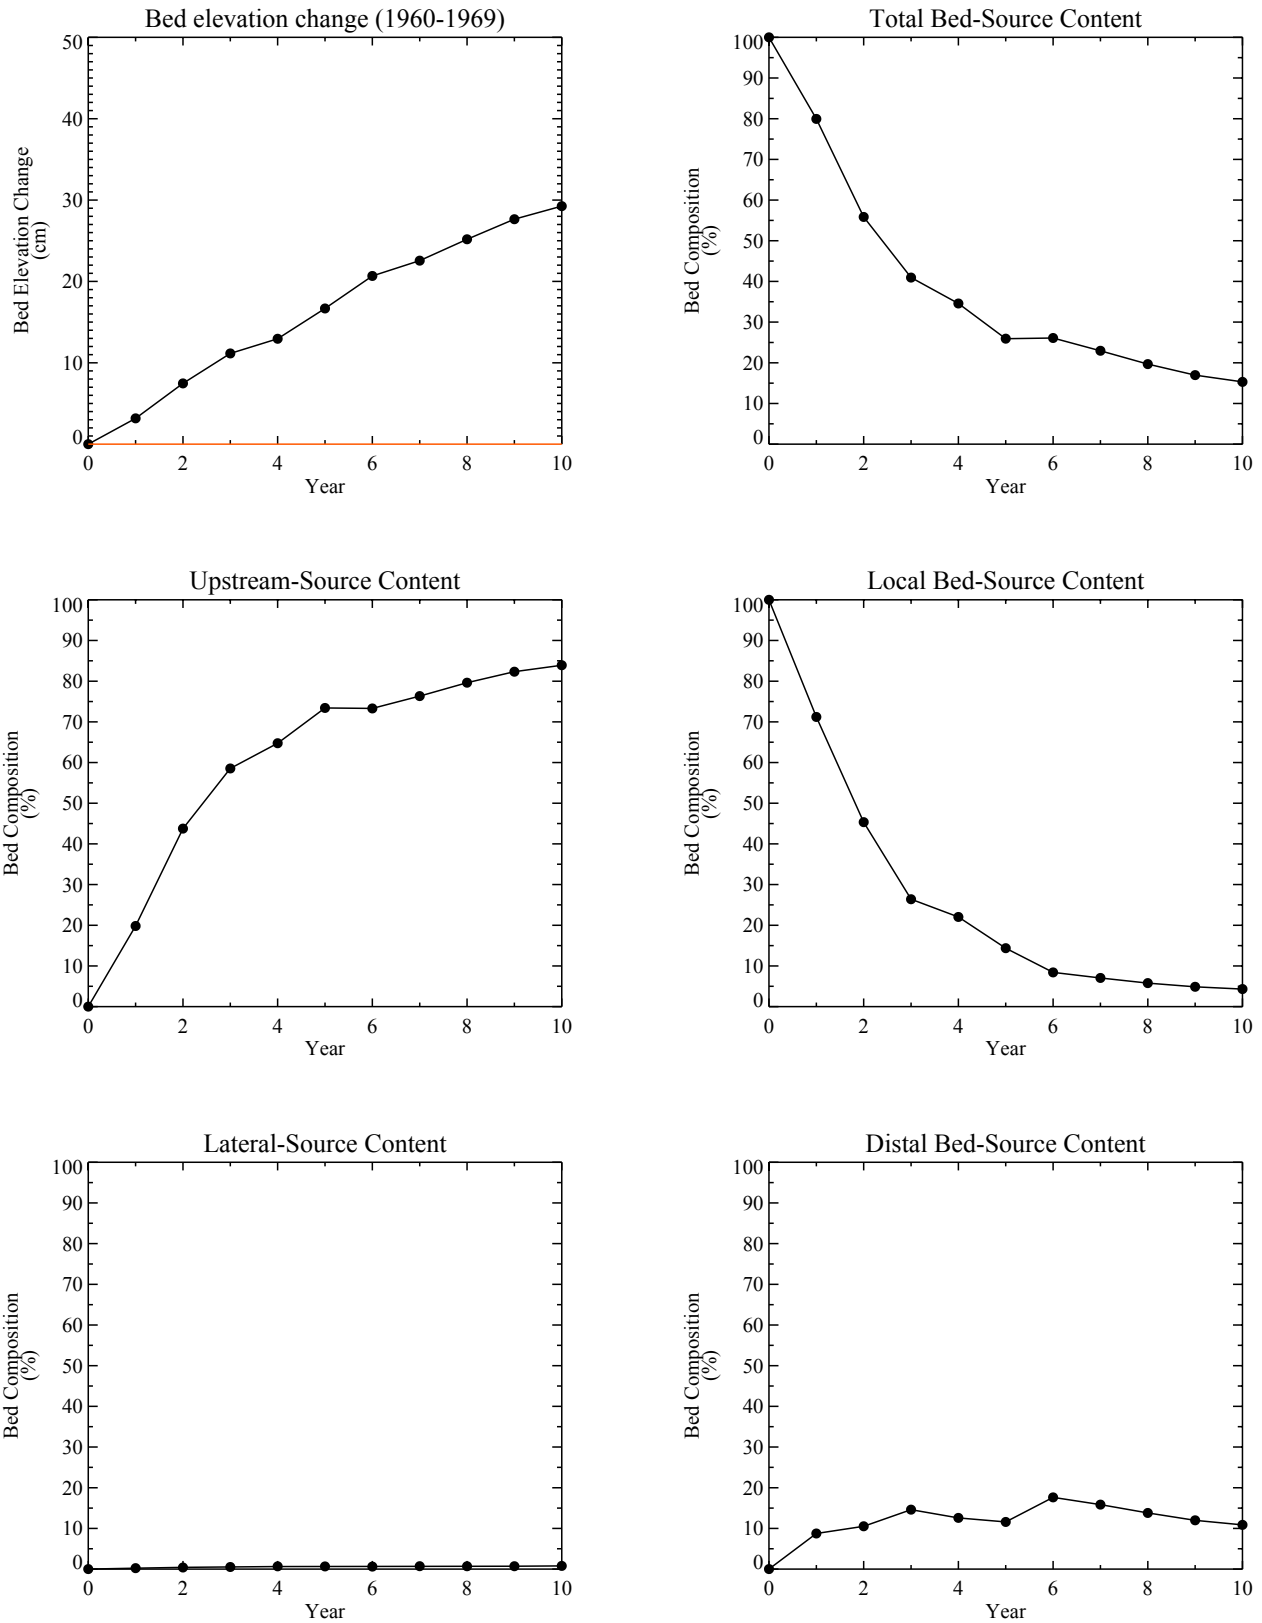 Bed elevation change (1960-1969)
50
40
30
20
10
0
0 2 4 6 8 10
Year
Bed Elevation Change
(cm)
Total Bed-Source Content
100
90
80
70
60
50
40
30
20
10
0
0 2 4 6 8 10
Year
Bed Composition
(%)
Upstream-Source Content
100
90
80
70
60
50
40
30
20
10
0
0 2 4 6 8 10
Year
Bed Composition
(%)
Local Bed-Source Content
100
90
80
70
60
50
40
30
20
10
0
0 2 4 6 8 10
Year
Bed Composition
(%)
Lateral-Source Content
100
90
80
70
60
50
40
30
20
10
0
0 2 4 6 8 10
Year
Bed Composition
(%)
Distal Bed-Source Content
100
90
80
70
60
50
40
30
20
10
0
0 2 4 6 8 10
Year
Bed Composition
(%)